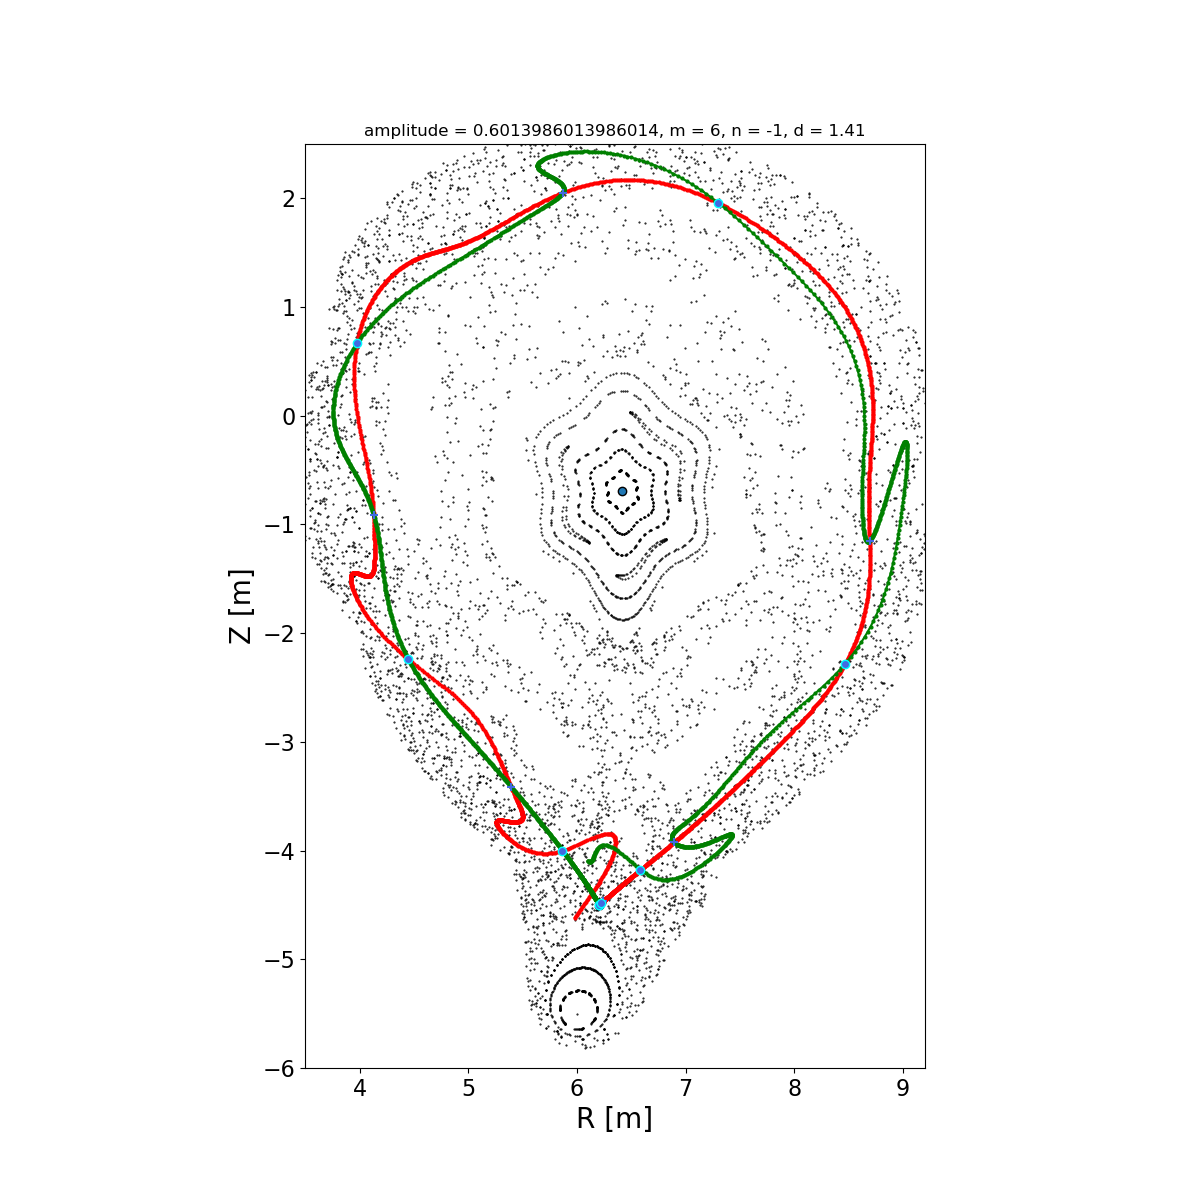 amplitude = 0.6013986013986014, m = 6, n = -1, d = 1.41
2
1
0
−1
−2
−3
−4
−5
−6
Z [m]
4 5 6 7 8 9
R [m]